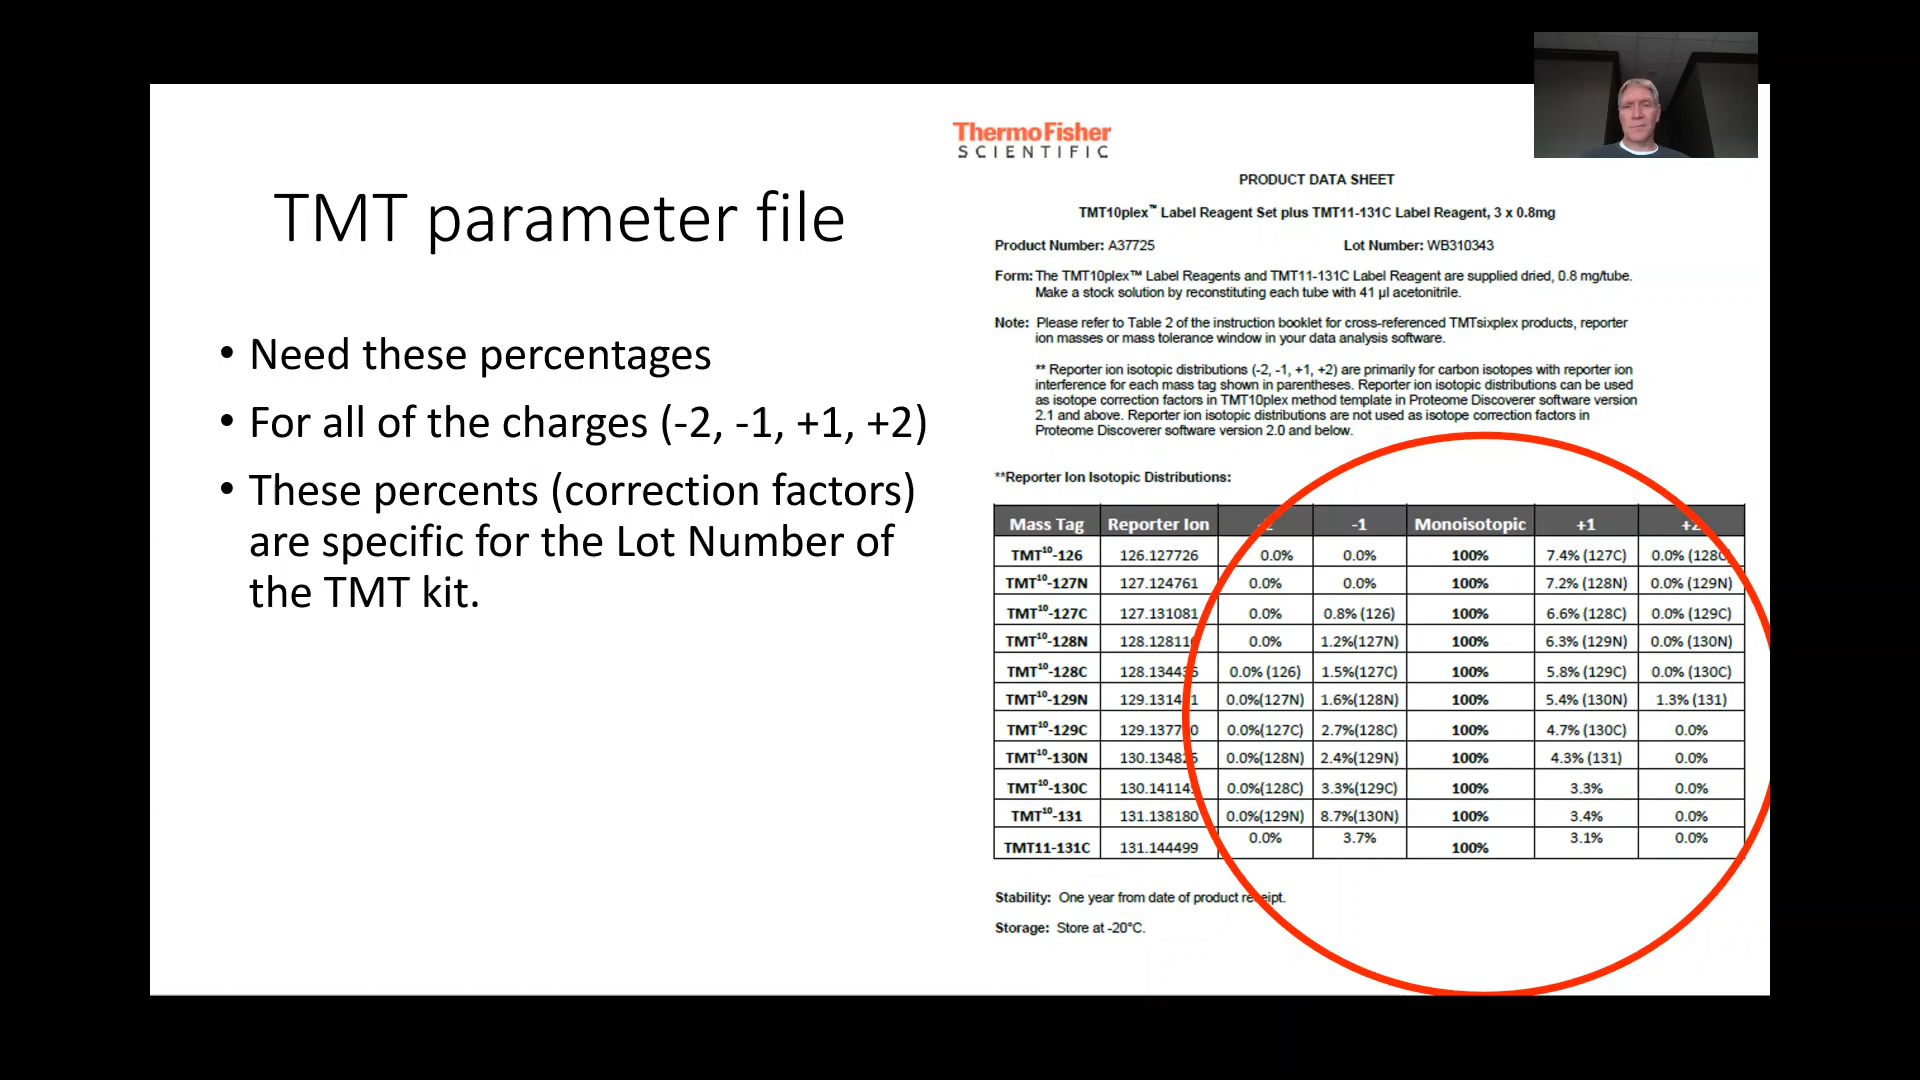 TMT parameter file
• Need these percentages
• For all of the charges (-2, -1, +1, +2)
• These percents (correction factors)
are specific for the Lot Number of
the TMT kit.
ThermoFisher
SCIENTIFIC
PRODUCT DATA SHEET
TMT10plex™ Label Reagent Set plus TMT11-131C Label Reagent, 3 x 0.8mg
Product Number: A37725 Lot Number: WB310343
Form: The TMT10plex™ Label Reagents and TMT11-131C Label Reagent are supplied dried, 0.8 mg/tube.
Make a stock solution by reconstituting each tube with 41 µl acetonitrile.
Note: Please refer to Table 2 of the instruction booklet for cross-referenced TMTsixplex products, reporter
ion masses or mass tolerance window in your data analysis software.
** Reporter ion isotopic distributions (-2, -1, +1, +2) are primarily for carbon isotopes with reporter ion
interference for each mass tag shown in parentheses. Reporter ion isotopic distributions can be used
as isotope correction factors in TMT10plex method template in Proteome Discoverer software version
2.1 and above. Reporter ion isotopic distributions are not used as isotope correction factors in
Proteome Discoverer software version 2.0 and below.
**Reporter Ion Isotopic Distributions:
Mass Tag Reporter Ion -2 -1 Monoisotopic +1 +2
TMT10-126 126.127726 0.0% 0.0% 100% 7.4% (127C) 0.0% (128C)
TMT10-127N 127.124761 0.0% 0.0% 100% 7.2% (128N) 0.0% (129N)
TMT10-127C 127.131081 0.0% 0.8% (126) 100% 6.6% (128C) 0.0% (129C)
TMT10-128N 0.0% 1.2%(127N) 100% 6.3% (129N) 0.0% (130N)
TMT10-128C 0.0% (126) 1.5%(127C) 100% 5.8% (129C) 0.0% (130C)
TMT10-129N 0.0%(127N) 1.6%(128N) 100% 5.4% (130N) 1.3% (131)
TMT10-129C 0.0%(127C) 2.7%(128C) 100% 4.7% (130C) 0.0%
TMT10-130N 0.0%(128N) 2.4%(129N) 100% 4.3% (131) 0.0%
TMT10-130C 0.0%(128C) 3.3%(129C) 100% 3.3% 0.0%
TMT10-131 131.138180 0.0%(129N) 8.7%(130N) 100% 3.4% 0.0%
TMT11-131C 131.144499 0.0% 3.7% 100% 3.1% 0.0%
Stability: One year from date of product receipt.
Storage: Store at -20°C.